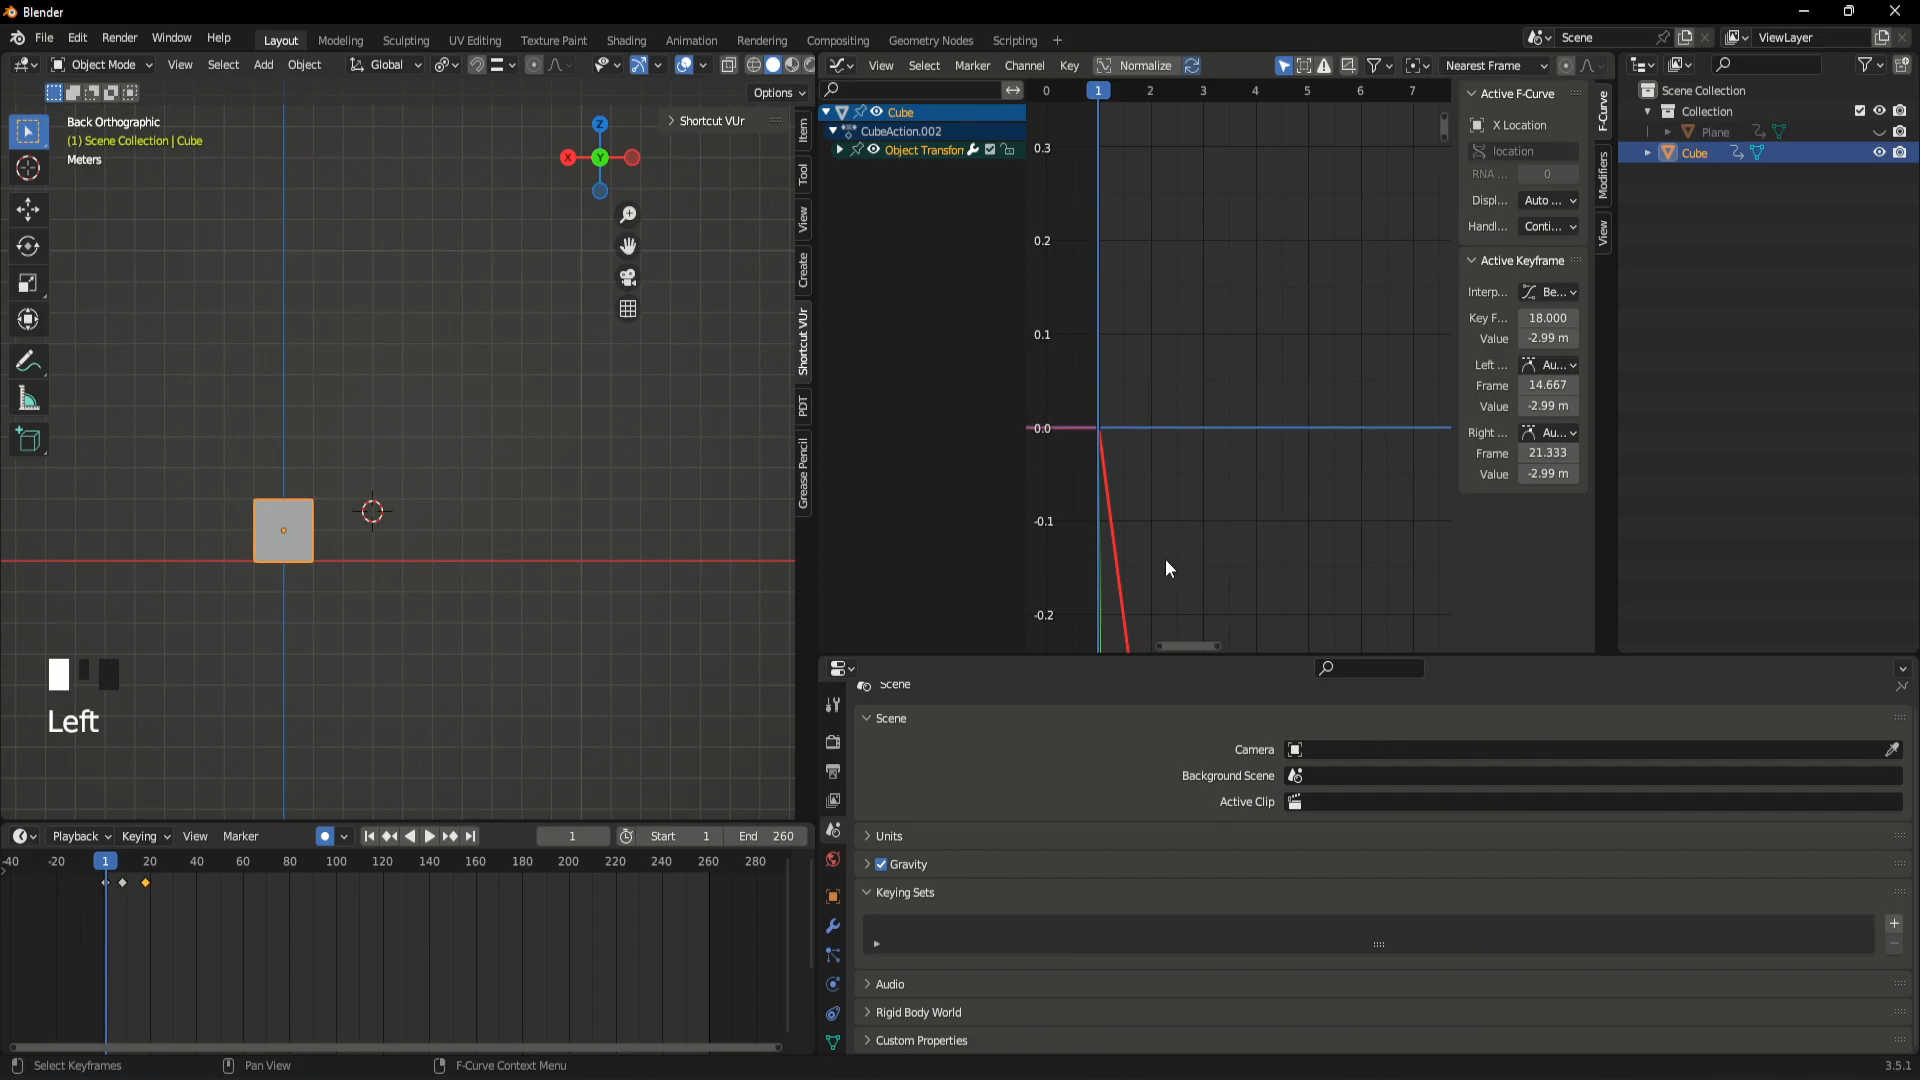 Blender
File Edit Render Window Help
Layout Modeling Sculpting UV Editing Texture Paint Shading Animation Rendering Compositing Geometry Nodes Scripting +
Scene ViewLayer
Object Mode View Select Add Object Global
Options
Back Orthographic
(1) Scene Collection | Cube
Meters
Shortcut VUr
Z
X
Y
Item
Tool
View
Create
Shortcut VUr
PDT
Grease Pencil
Left
View Select Marker Channel Key Normalize Nearest Frame
0 1 2 3 4 5 6 7
Cube
CubeAction.002
Object Transforr
0.3
0.2
0.1
0.0
-0.1
-0.2
Active F-Curve
X Location
location
RNA ... 0
Displ... Auto ...
Handl... Conti...
Active Keyframe
Interp... Be...
Key F... 18.000
Value -2.99 m
Left ... Au...
Frame 14.667
Value -2.99 m
Right ... Au...
Frame 21.333
Value -2.99 m
F-Curve
Modifiers
View
Scene Collection
Collection
Plane
Cube
Scene
Scene
Camera
Background Scene
Active Clip
Units
Gravity
Keying Sets
Audio
Rigid Body World
Custom Properties
Playback Keying View Marker 1 Start 1 End 260
-40 -20 1 20 40 60 80 100 120 140 160 180 200 220 240 260 280
Select Keyframes Pan View F-Curve Context Menu 3.5.1